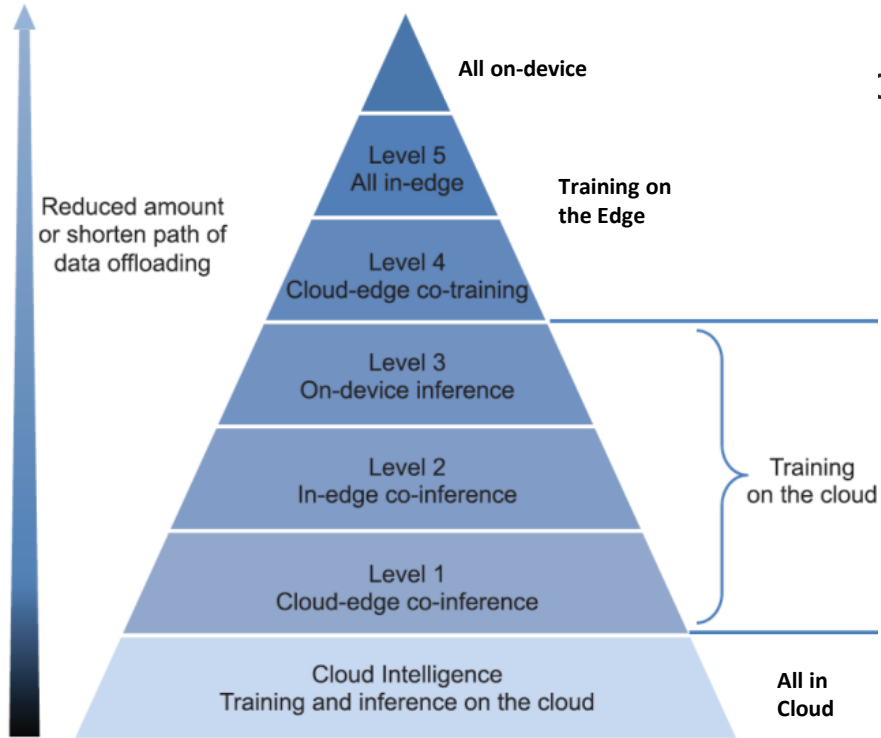 All on-device
Level 5
All in-edge
Training on
the Edge
Reduced amount
or shorten path of
data offloading
Level 4
Cloud-edge co-training
Level 3
On-device inference
Level 2
In-edge co-inference
Training
on the cloud
Level 1
Cloud-edge co-inference
Cloud Intelligence
Training and inference on the cloud
All in
Cloud